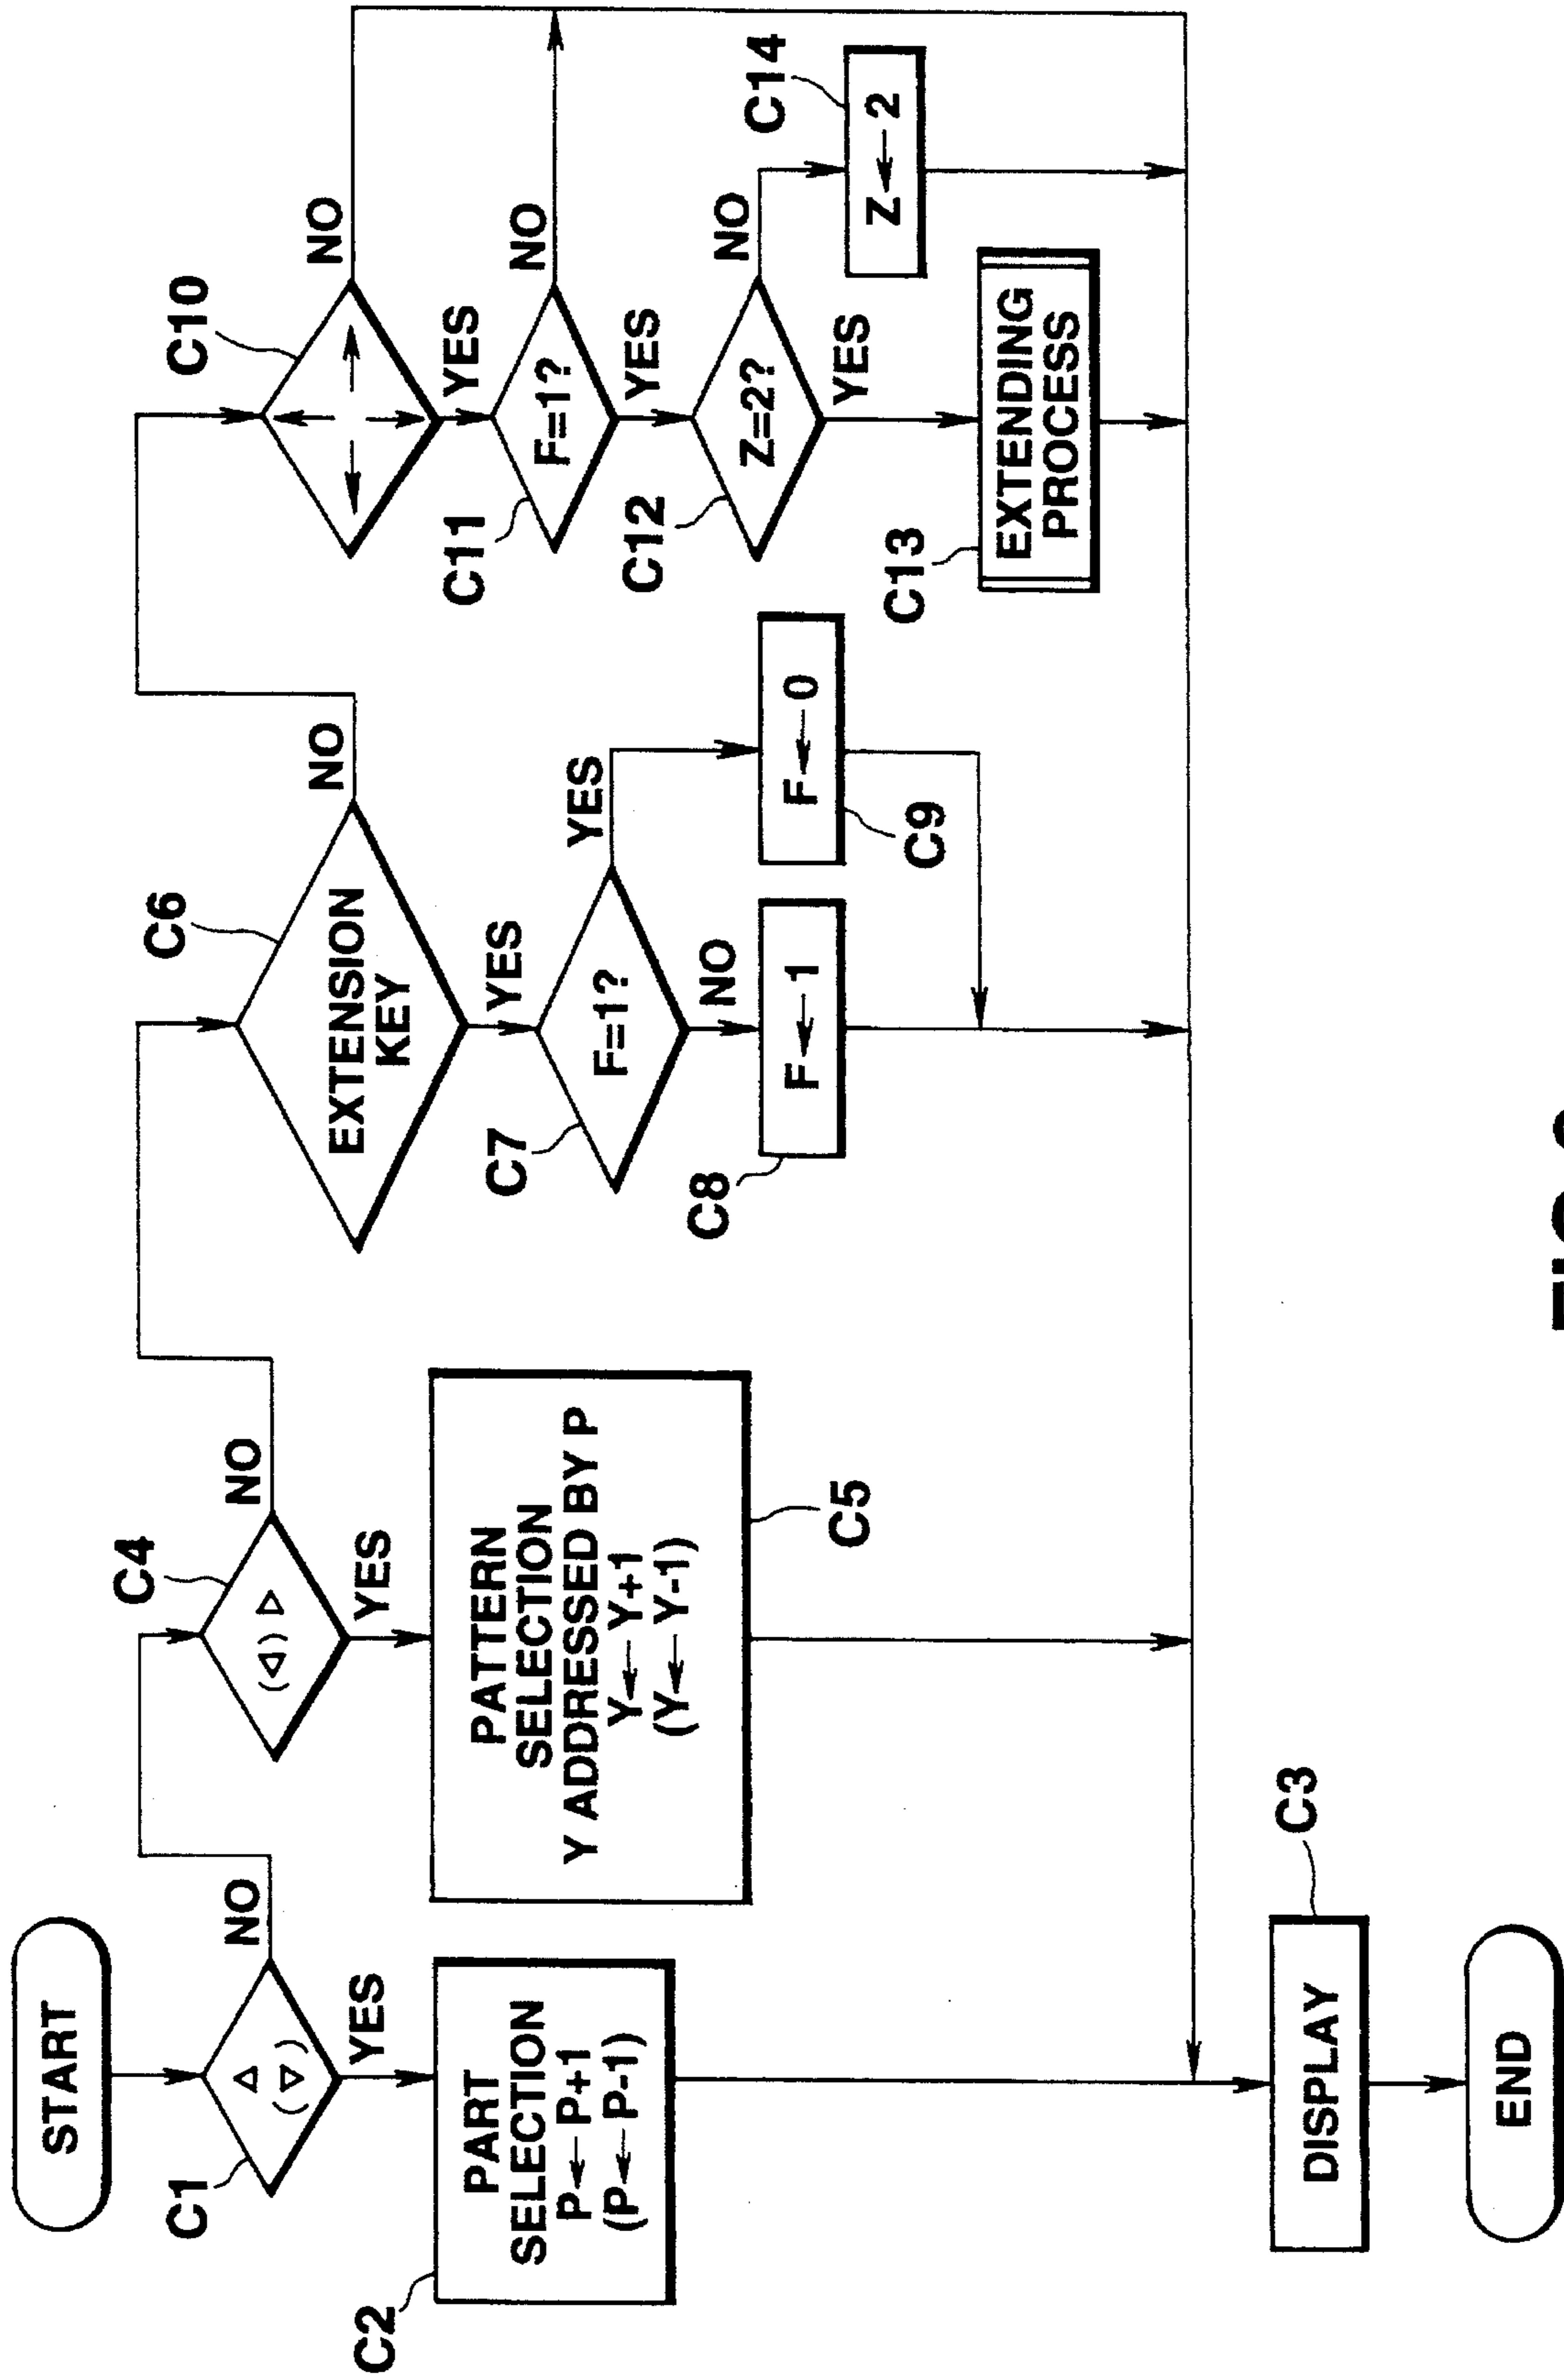 START
C1
△
(▽)
NO
YES
C2
PART
SELECTION
P←P+1
(P←P-1)
C4
(◁) ▷
NO
YES
PATTERN
SELECTION
Y ADDRESSED BY P
Y←Y+1
(Y←Y-1)
C5
C6
EXTENSION
KEY
NO
YES
C7
F=1?
YES
NO
C8
F←1
F←0
C9
C10
NO
YES
C11
F=1?
NO
YES
C12
Z=2?
NO
YES
C13
EXTENDING
PROCESS
C14
Z←2
C3
DISPLAY
END